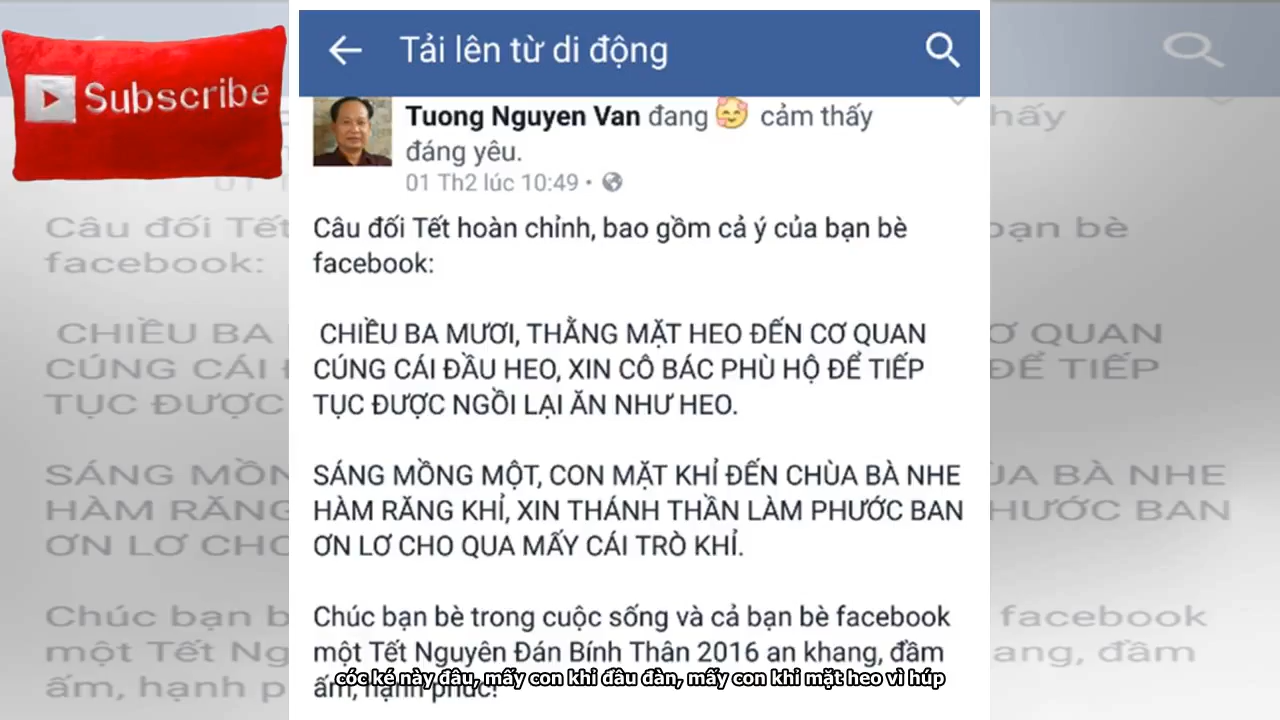 Subscribe
Tải lên từ di động
Tuong Nguyen Van đang cảm thấy
đáng yêu.
01 Th2 lúc 10:49
Câu đối Tết hoàn chỉnh, bao gồm cả ý của bạn bè
facebook:
CHIỀU BA MƯƠI, THẰNG MẶT HEO ĐẾN CƠ QUAN
CÚNG CÁI ĐẦU HEO, XIN CÔ BÁC PHÙ HỘ ĐỂ TIẾP
TỤC ĐƯỢC NGỒI LẠI ĂN NHƯ HEO.
SÁNG MỒNG MỘT, CON MẶT KHỈ ĐẾN CHÙA BÀ NHE
HÀM RĂNG KHỈ, XIN THÁNH THẦN LÀM PHƯỚC BAN
ƠN LƠ CHO QUA MẤY CÁI TRÒ KHỈ.
Chúc bạn bè trong cuộc sống và cả bạn bè facebook
một Tết Nguyên Đán Bính Thân 2016 an khang, đầm
ấm, hạnh phúc!
cóc ké này đâu, mấy con khỉ đầu đàn, mấy con khỉ mặt heo vì húp